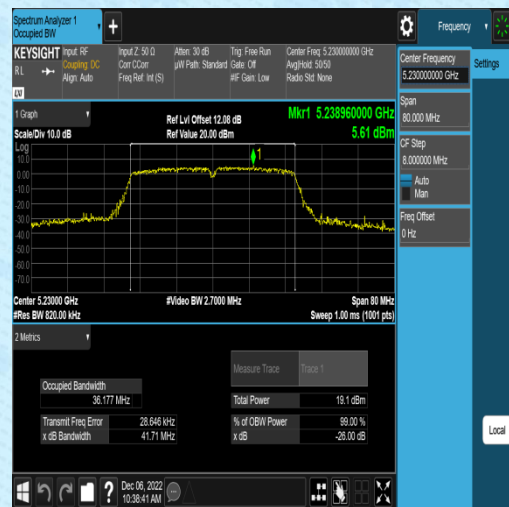 Spectrum Analyzer 1
Occupied BW
+
Frequency
KEYSIGHT Input: RF Input Z: 50 Ω Atten: 30 dB Trig: Free Run Center Freq: 5.230000000 GHz
RL Coupling: DC Corr CCorr µW Path: Standard Gate: Off Avg|Hold: 50/50
Align: Auto Freq Ref: Int (S) #IF Gain: Low Radio Std: None
LXI
1 Graph
Ref Lvl Offset 12.08 dB
Mkr1 5.238960000 GHz
Scale/Div 10.0 dB
Ref Value 20.00 dBm
5.61 dBm
Log
10.0
0.00
-10.0
-20.0
-30.0
-40.0
-50.0
-60.0
-70.0
1
Center 5.23000 GHz
#Video BW 2.7000 MHz
Span 80 MHz
#Res BW 820.00 kHz
Sweep 1.00 ms (1001 pts)
2 Metrics
Measure Trace
Trace 1
Occupied Bandwidth
36.177 MHz
Total Power
19.1 dBm
Transmit Freq Error
28.646 kHz
% of OBW Power
99.00 %
x dB Bandwidth
41.71 MHz
x dB
-26.00 dB
?
Dec 06, 2022
10:38:41 AM
Center Frequency
5.230000000 GHz
Settings
Span
80.000 MHz
CF Step
8.000000 MHz
Auto
Man
Freq Offset
0 Hz
Local